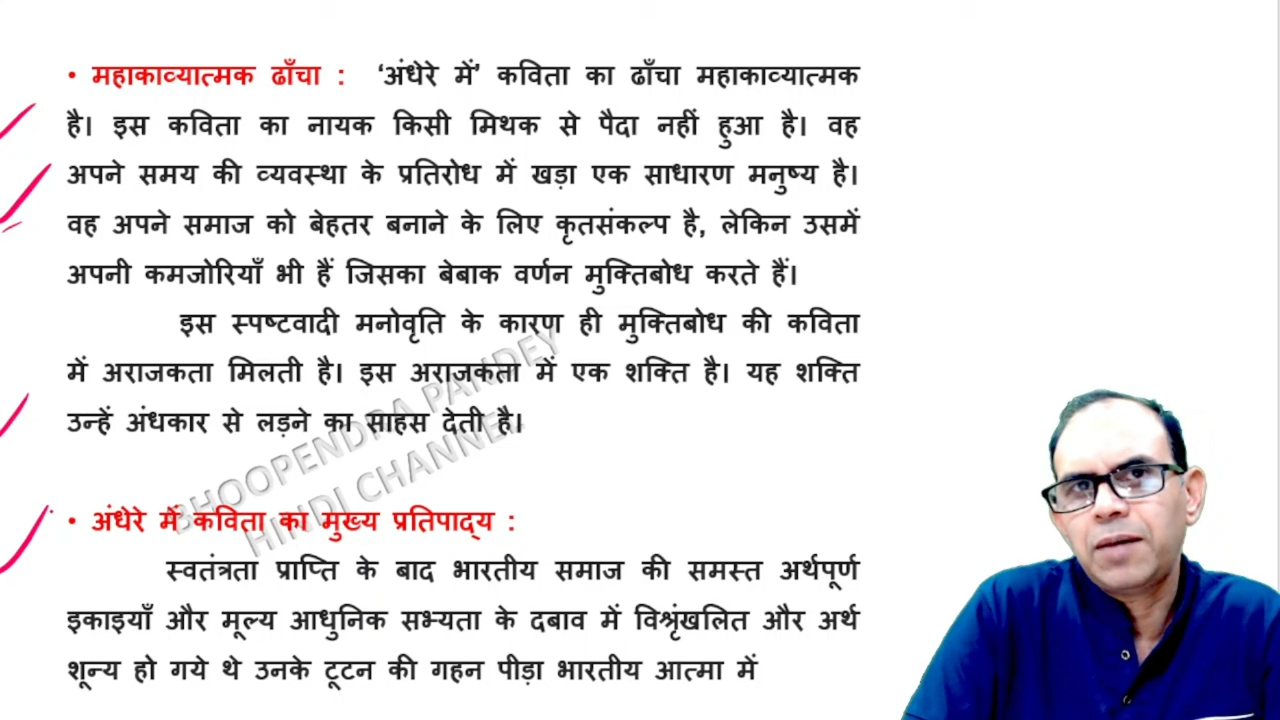 • महाकाव्यात्मक ढाँचा : ‘अंधेरे में’ कविता का ढाँचा महाकाव्यात्मक
है। इस कविता का नायक किसी मिथक से पैदा नहीं हुआ है। वह
अपने समय की व्यवस्था के प्रतिरोध में खड़ा एक साधारण मनुष्य है।
वह अपने समाज को बेहतर बनाने के लिए कृतसंकल्प है, लेकिन उसमें
अपनी कमजोरियाँ भी हैं जिसका बेबाक वर्णन मुक्तिबोध करते हैं।
इस स्पष्टवादी मनोवृति के कारण ही मुक्तिबोध की कविता
में अराजकता मिलती है। इस अराजकता में एक शक्ति है। यह शक्ति
उन्हें अंधकार से लड़ने का साहस देती है।
BHOOPENDRA PANDEY
HINDI CHANNEL
• अंधेरे में कविता का मुख्य प्रतिपाद्य :
स्वतंत्रता प्राप्ति के बाद भारतीय समाज की समस्त अर्थपूर्ण
इकाइयाँ और मूल्य आधुनिक सभ्यता के दबाव में विश्रृंखलित और अर्थ
शून्य हो गये थे उनके टूटन की गहन पीड़ा भारतीय आत्मा में